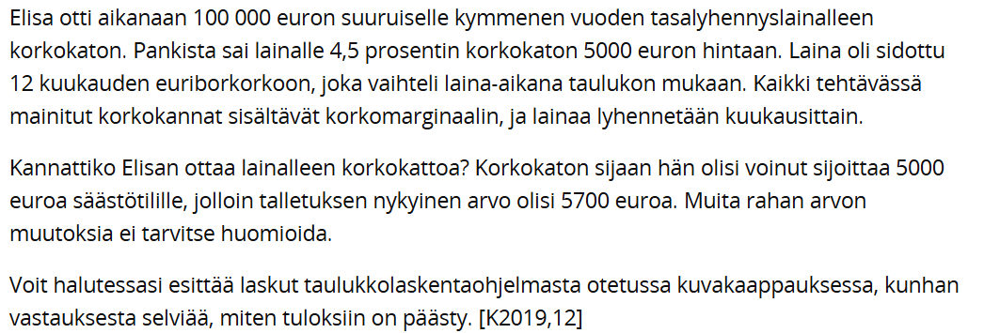 Elisa otti aikanaan 100 000 euron suuruiselle kymmenen vuoden tasalyhennyslainalleen
korkokaton. Pankista sai lainalle 4,5 prosentin korkokaton 5000 euron hintaan. Laina oli sidottu
12 kuukauden euriborkorkoon, joka vaihteli laina-aikana taulukon mukaan. Kaikki tehtävässä
mainitut korkokannat sisältävät korkomarginaalin, ja lainaa lyhennetään kuukausittain.
Kannattiko Elisan ottaa lainalleen korkokattoa? Korkokaton sijaan hän olisi voinut sijoittaa 5000
euroa säästötilille, jolloin talletuksen nykyinen arvo olisi 5700 euroa. Muita rahan arvon
muutoksia ei tarvitse huomioida.
Voit halutessasi esittää laskut taulukkolaskentaohjelmasta otetussa kuvakaappauksessa, kunhan
vastauksesta selviää, miten tuloksiin on päästy. [K2019,12]